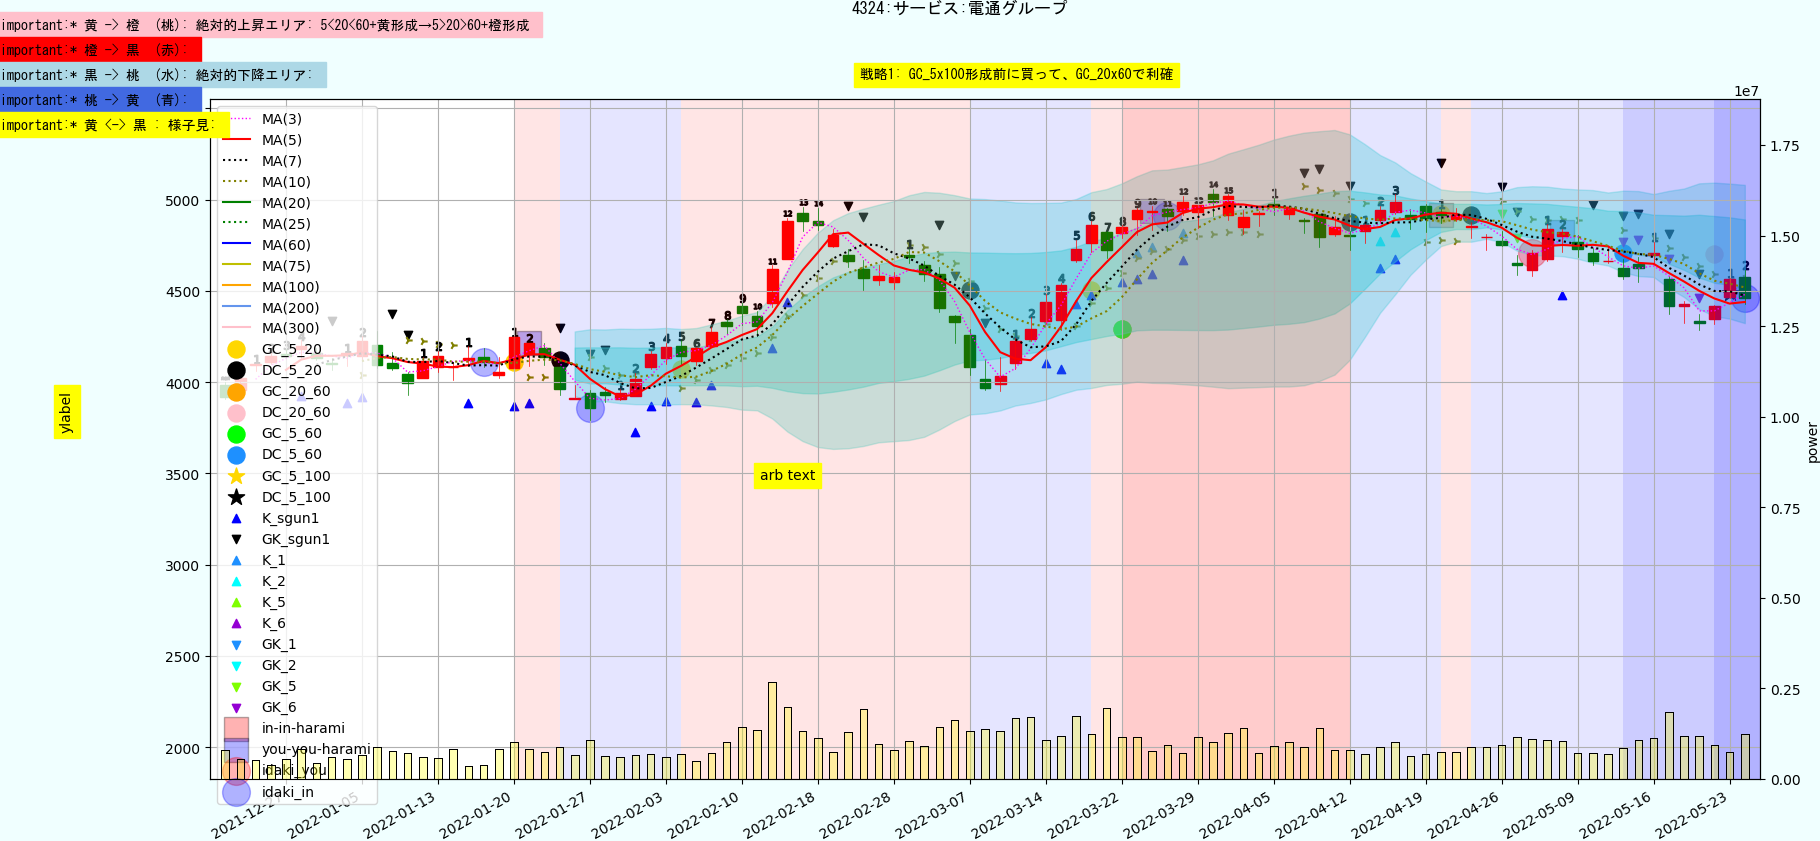 4324:サービス:電通グループ
important:* 黄 -> 橙 (桃): 絶対的上昇エリア: 5<20<60+黄形成→5>20>60+橙形成
important:* 橙 -> 黒 (赤):
important:* 黒 -> 桃 (水): 絶対的下降エリア:
important:* 桃 -> 黄 (青):
important:* 黄 <-> 黒 : 様子見:
戦略1: GC_5x100形成前に買って、GC_20x60で利確
1e7
MA(3)
MA(5)
MA(7)
MA(10)
MA(20)
MA(25)
MA(60)
MA(75)
MA(100)
MA(200)
MA(300)
GC_5_20
DC_5_20
GC_20_60
DC_20_60
GC_5_60
DC_5_60
GC_5_100
DC_5_100
K_sgun1
GK_sgun1
K_1
K_2
K_5
K_6
GK_1
GK_2
GK_5
GK_6
in-in-harami
you-you-harami
idaki_you
idaki_in
5000
4500
4000
3500
3000
2500
2000
ylabel
arb text
1.75
1.50
1.25
1.00
0.75
0.50
0.25
0.00
power
2021-12-27
2022-01-05
2022-01-13
2022-01-20
2022-01-27
2022-02-03
2022-02-10
2022-02-18
2022-02-28
2022-03-07
2022-03-14
2022-03-22
2022-03-29
2022-04-05
2022-04-12
2022-04-19
2022-04-26
2022-05-09
2022-05-16
2022-05-23